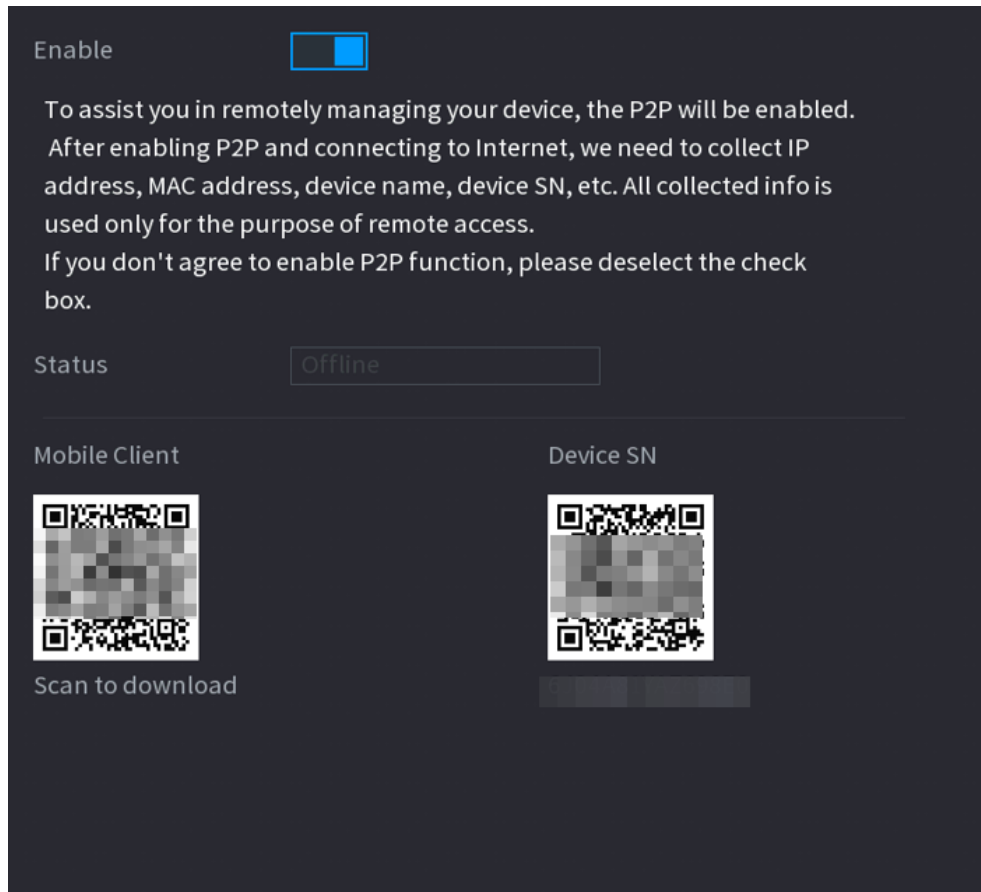 Enable
To assist you in remotely managing your device, the P2P will be enabled.
After enabling P2P and connecting to Internet, we need to collect IP
address, MAC address, device name, device SN, etc. All collected info is
used only for the purpose of remote access.
If you don't agree to enable P2P function, please deselect the check
box.
Status Offline
Mobile Client Device SN
Scan to download